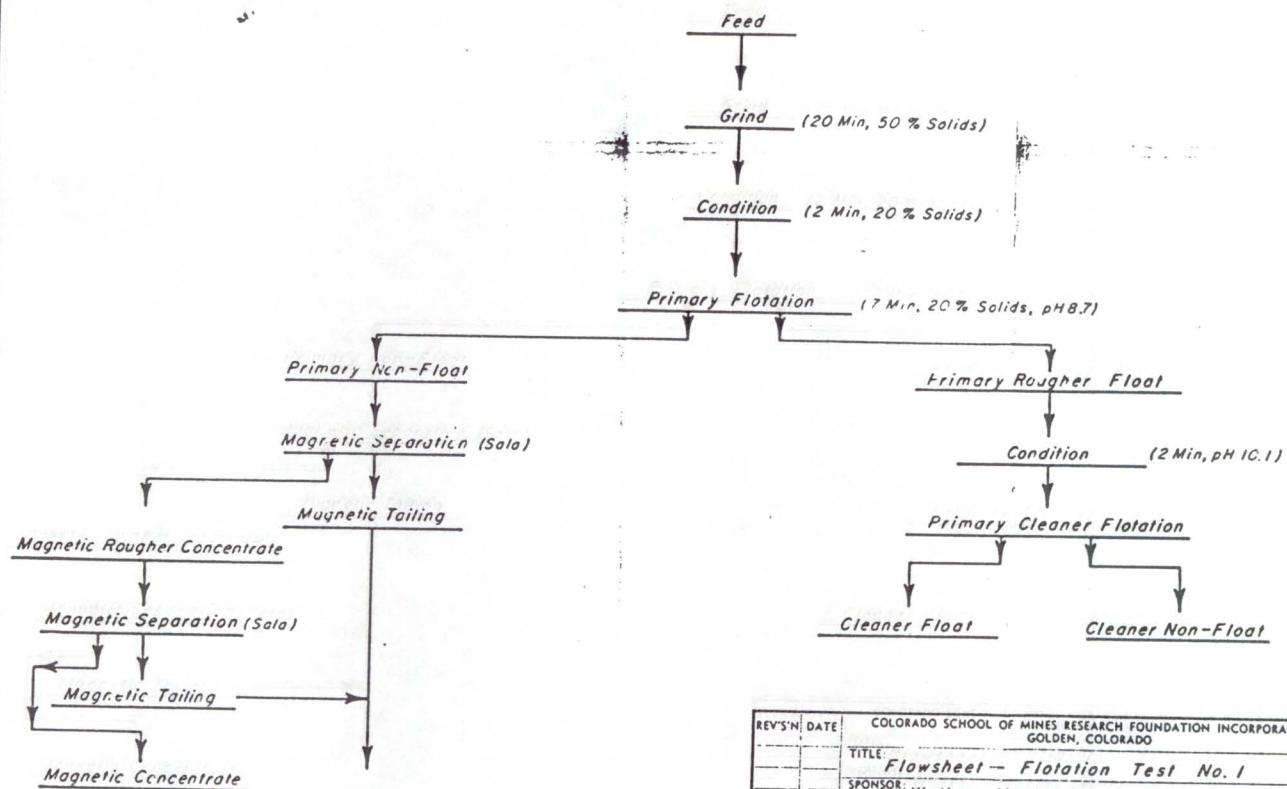 Feed
Grind (20 Min, 50 % Solids)
Condition (2 Min, 20 % Solids)
Primary Flotation (7 Min, 20 % Solids, pH 8.7)
Primary Non-Float
Primary Rougher Float
Magnetic Separation (Sala)
Condition (2 Min, pH 10.1)
Magnetic Tailing
Primary Cleaner Flotation
Magnetic Rougher Concentrate
Magnetic Separation (Sala)
Cleaner Float
Cleaner Non-Float
Magnetic Tailing
Magnetic Concentrate
REV'S'N DATE COLORADO SCHOOL OF MINES RESEARCH FOUNDATION INCORPORA
GOLDEN, COLORADO
TITLE:
Flowsheet — Flotation Test No. 1
SPONSOR: